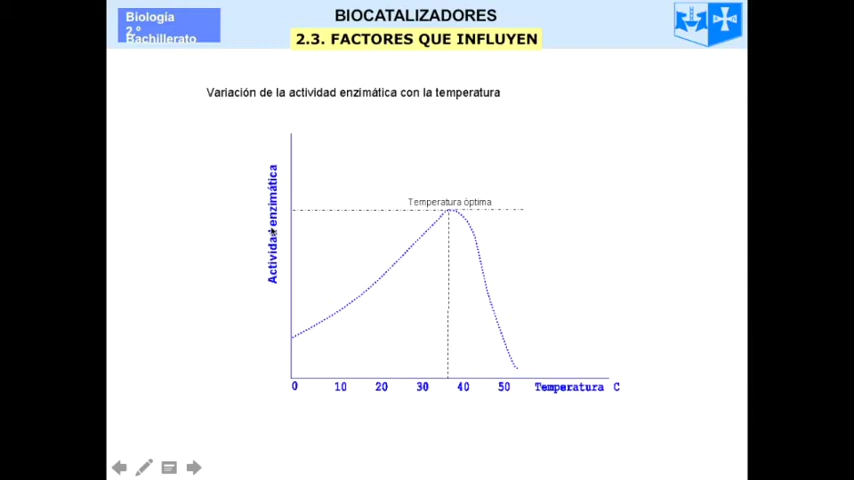 Biología
2.º
Bachillerato
BIOCATALIZADORES
2.3. FACTORES QUE INFLUYEN
Variación de la actividad enzimática con la temperatura
Actividad enzimática
Temperatura óptima
0 10 20 30 40 50 Temperatura C